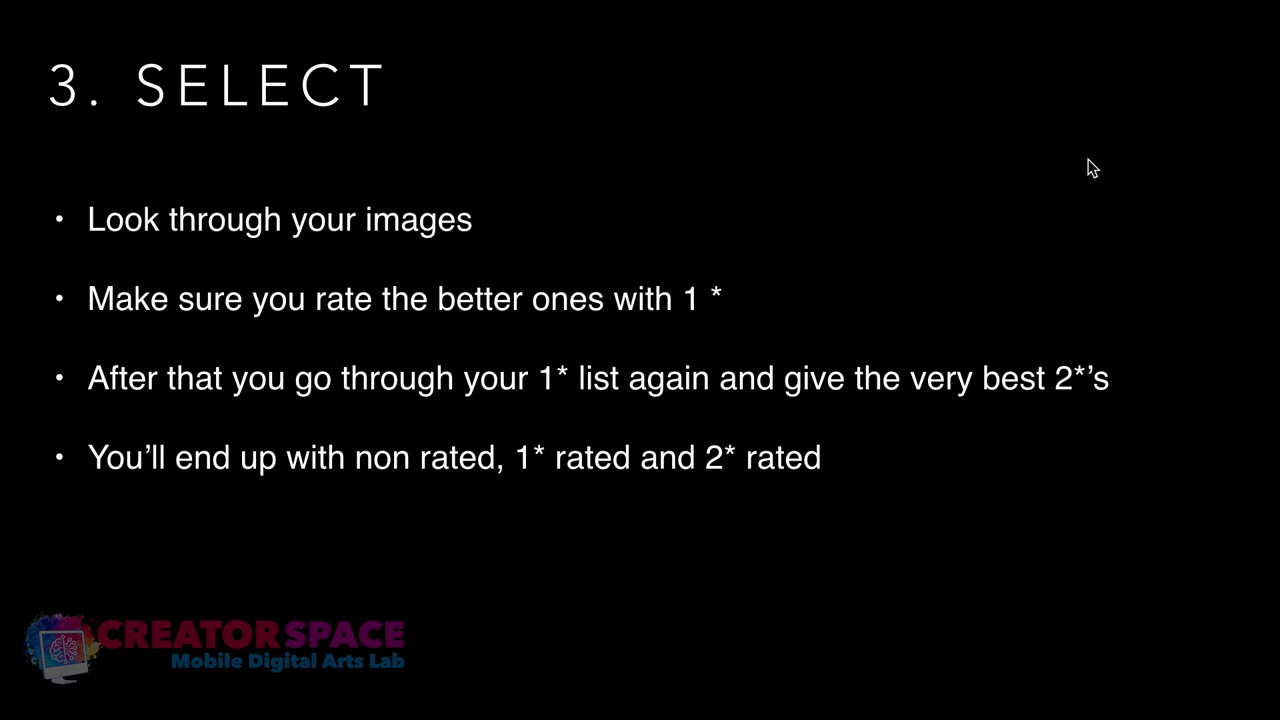 3. SELECT
• Look through your images
• Make sure you rate the better ones with 1 *
• After that you go through your 1* list again and give the very best 2*’s
• You’ll end up with non rated, 1* rated and 2* rated
CREATOR SPACE
Mobile Digital Arts Lab